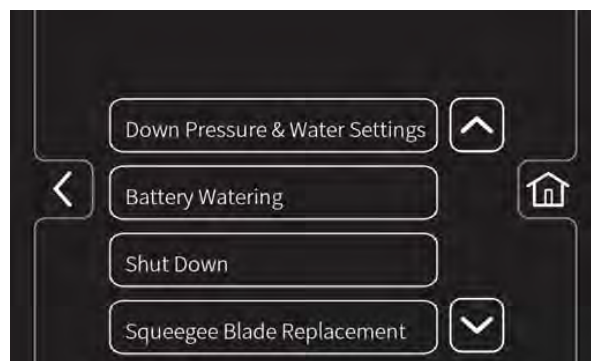 Down Pressure & Water Settings
Battery Watering
Shut Down
Squeegee Blade Replacement